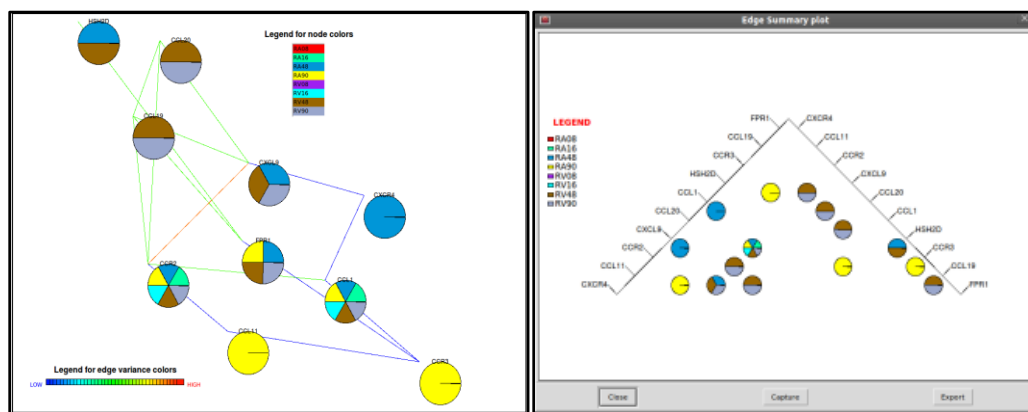 HSH2D
CCL20
CCL19
CXCL9
CXCR4
FPR1
CCR2
CCL1
CCL11
CCR3
Legend for node colors
RA08
RA16
RA48
RA90
RV08
RV16
RV48
RV90
Legend for edge variance colors
LOW
HIGH
Edge Summary plot
LEGEND
RA08
RA16
RA48
RA90
RV08
RV16
RV48
RV90
FPR1
CCL19
CCR3
HSH2D
CCL1
CCL20
CXCL9
CCR2
CCL11
CXCR4
CXCR4
CCL11
CCR2
CXCL9
CCL20
CCL1
HSH2D
CCR3
CCL19
FPR1
Close
Capture
Export